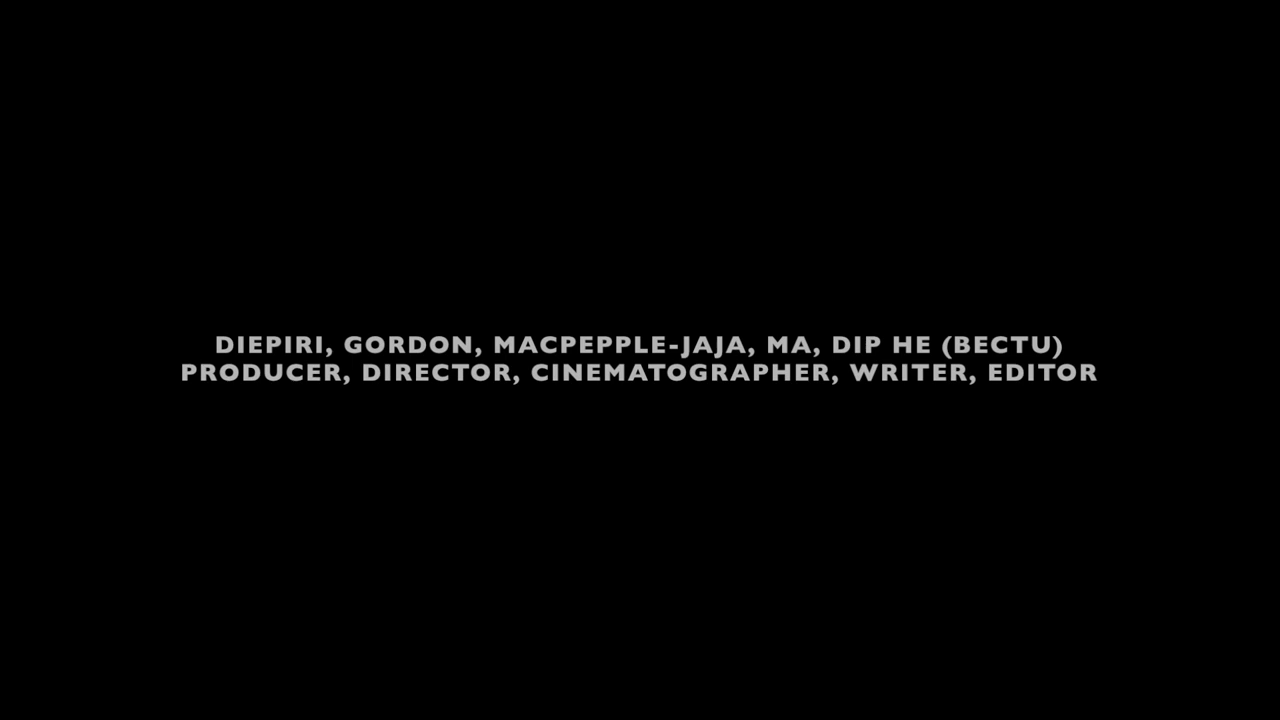 DIEPIRI, GORDON, MACPEPPLE-JAJA, MA, DIP HE (BECTU)
PRODUCER, DIRECTOR, CINEMATOGRAPHER, WRITER, EDITOR